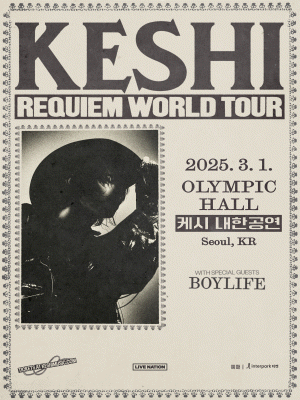 KESHI
REQUIEM WORLD TOUR
2025. 3. 1.
OLYMPIC
HALL
케시 내한공연
Seoul, KR
WITH SPECIAL GUESTS
BOYLIFE
LIVE NATION